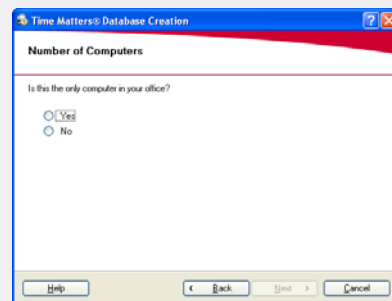 Time Matters® Database Creation
Number of Computers
Is this the only computer in your office?
Yes
No
Help
< Back
Next >
Cancel